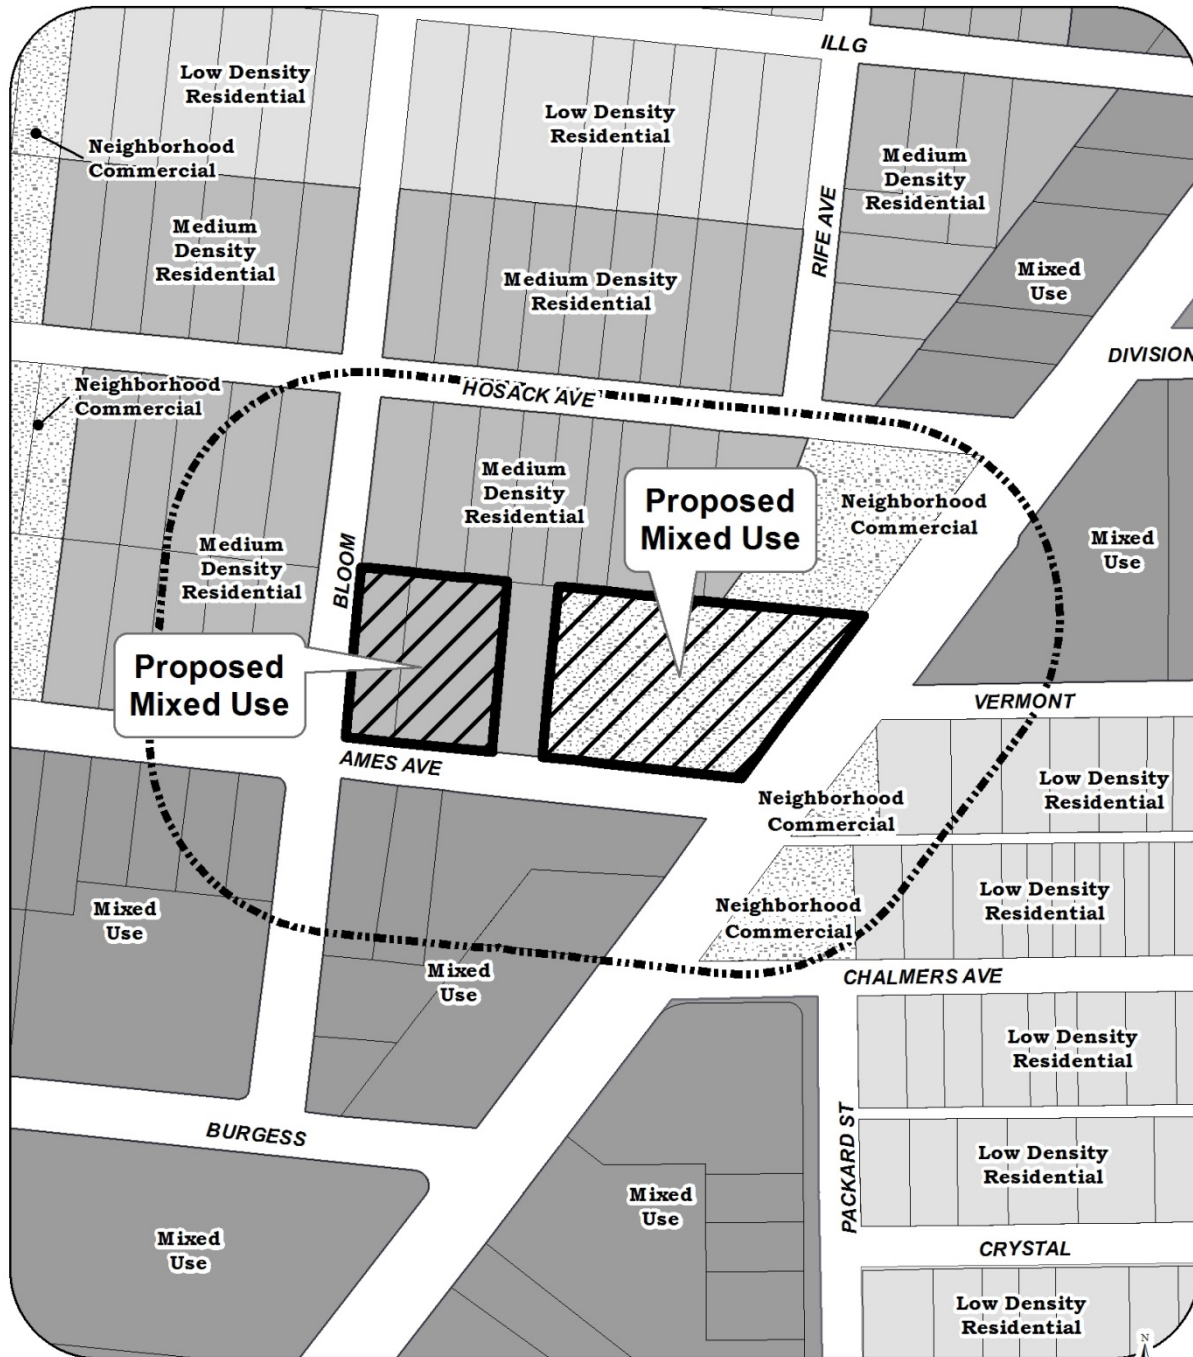 ILLG
Low Density
Residential
Low Density
Residential
Neighborhood
Commercial
Medium
Density
Residential
Medium
Density
Residential
Medium Density
Residential
RIFE AVE
Mixed
Use
DIVISION
Neighborhood
Commercial
HOSACK AVE
Medium
Density
Residential
Proposed
Mixed Use
Neighborhood
Commercial
Mixed
Use
Medium
Density
Residential
BLOOM
Proposed
Mixed Use
VERMONT
AMES AVE
Low Density
Residential
Neighborhood
Commercial
Low Density
Residential
Neighborhood
Commercial
Mixed
Use
Mixed
Use
CHALMERS AVE
Low Density
Residential
BURGESS
PACKARD ST
Low Density
Residential
Mixed
Use
Mixed
Use
CRYSTAL
Low Density
Residential
N